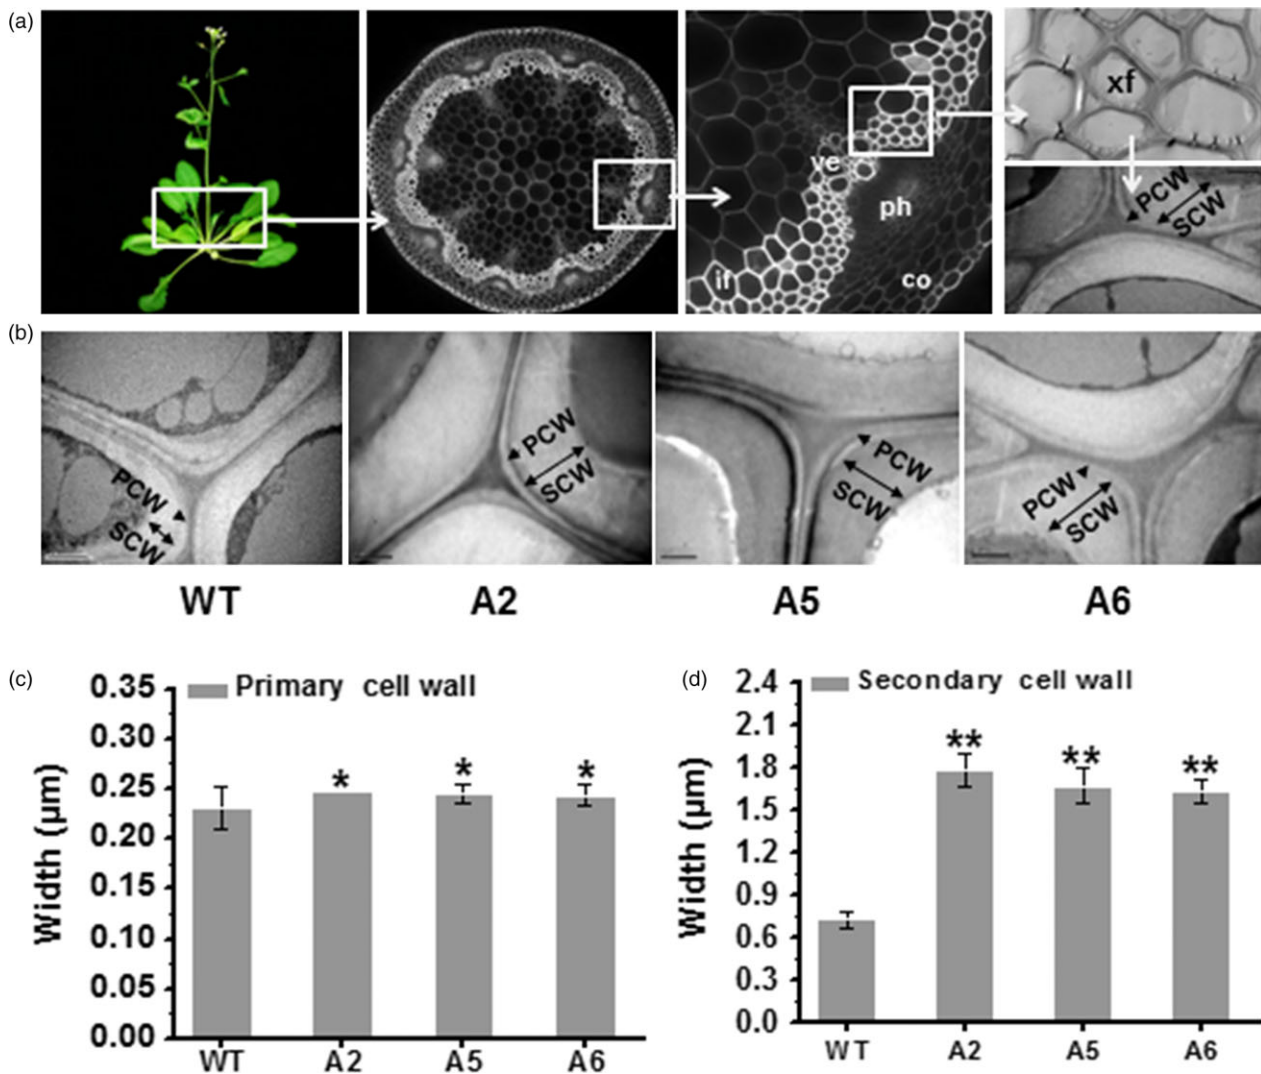 (a)
xf
ve
ph
if
co
PCW
SCW
(b)
PCW
SCW
PCW
SCW
PCW
SCW
PCW
SCW
WT A2 A5 A6
(c)
Primary cell wall
0.35
0.30
0.25
0.20
0.15
0.10
0.05
0.00
Width (µm)
* * *
WT A2 A5 A6
(d)
Secondary cell wall
2.4
2.1
1.8
1.5
1.2
0.9
0.6
0.3
0.0
Width (µm)
** ** **
WT A2 A5 A6